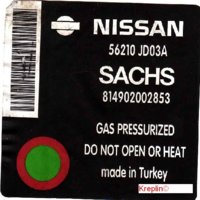 NISSAN
56210 JD03A
SACHS
814902002853
GAS PRESSURIZED
DO NOT OPEN OR HEAT
made in Turkey
Kreplin©